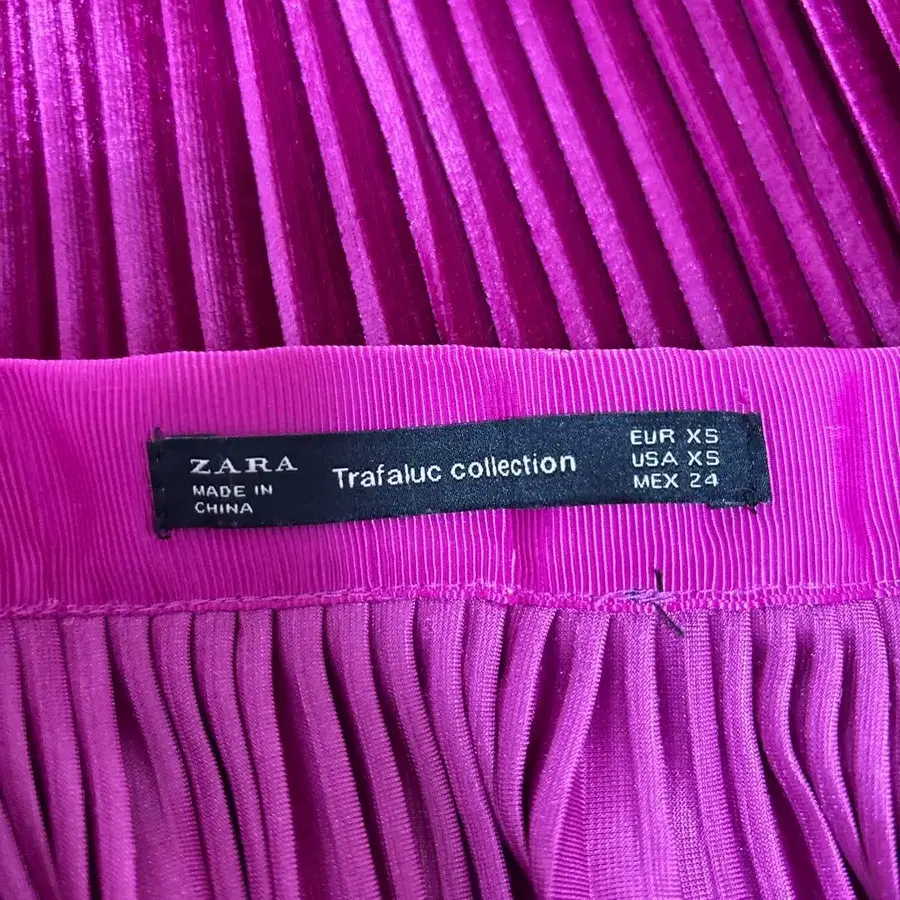 ZARA
MADE IN
CHINA
Trafaluc collection
EUR XS
USA XS
MEX 24